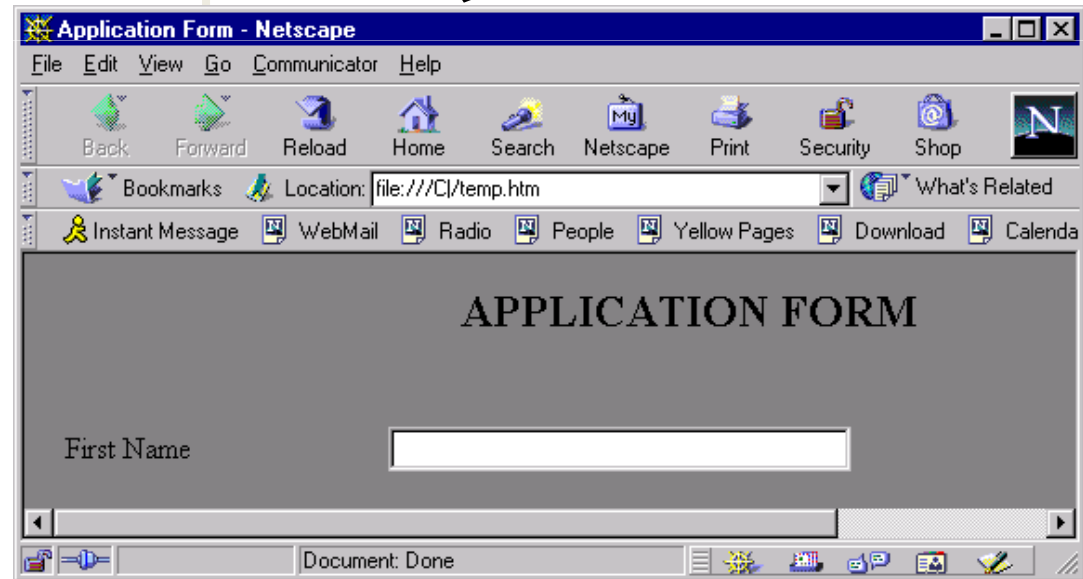 Application Form - Netscape
File Edit View Go Communicator Help
Back Forward Reload Home Search Netscape Print Security Shop
My
N
Bookmarks Location: file:///C|/temp.htm What's Related
Instant Message WebMail Radio People Yellow Pages Download Calenda
APPLICATION FORM
First Name
Document: Done